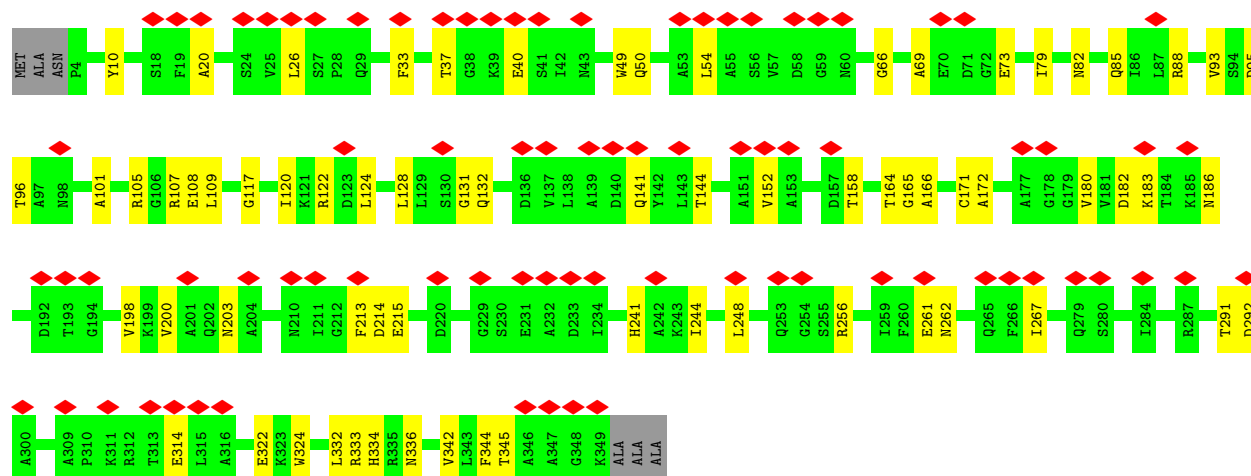 MET ALA ASN P4 Y10 S18 F19 A20 S24 V25 L26 S27 P28 Q29 F33 T37 G38 K39 E40 S41 I42 N43 W49 Q50 A53 L54 A55 S56 V57 D58 G59 N60 G66 A69 E70 D71 G72 E73 I79 N82 Q85 I86 L87 R88 V93 S94
T96 A97 N98 A101 R105 G106 R107 E108 L109 G117 I120 K121 R122 D123 L124 L128 L129 S130 G131 Q132 D136 V137 L138 A139 D140 Q141 Y142 L143 T144 A151 V152 A153 D157 T158 T164 G165 A166 C171 A172 A177 G178 G179 V180 V181 D182 K183 T184 K185 N186
D192 T193 G194 V198 K199 V200 A201 Q202 N203 A204 N210 I211 G212 F213 D214 E215 D220 G229 S230 E231 A232 D233 I234 H241 A242 K243 I244 L248 Q253 G254 S255 R256 I259 F260 E261 N262 Q265 F266 I267 Q279 S280 I284 R287 T291 D292
A300 A309 P310 K311 R312 T313 E314 L315 A316 E322 K323 W324 L332 R333 H334 R335 N336 V342 L343 F344 T345 A346 A347 G348 K349 ALA ALA ALA